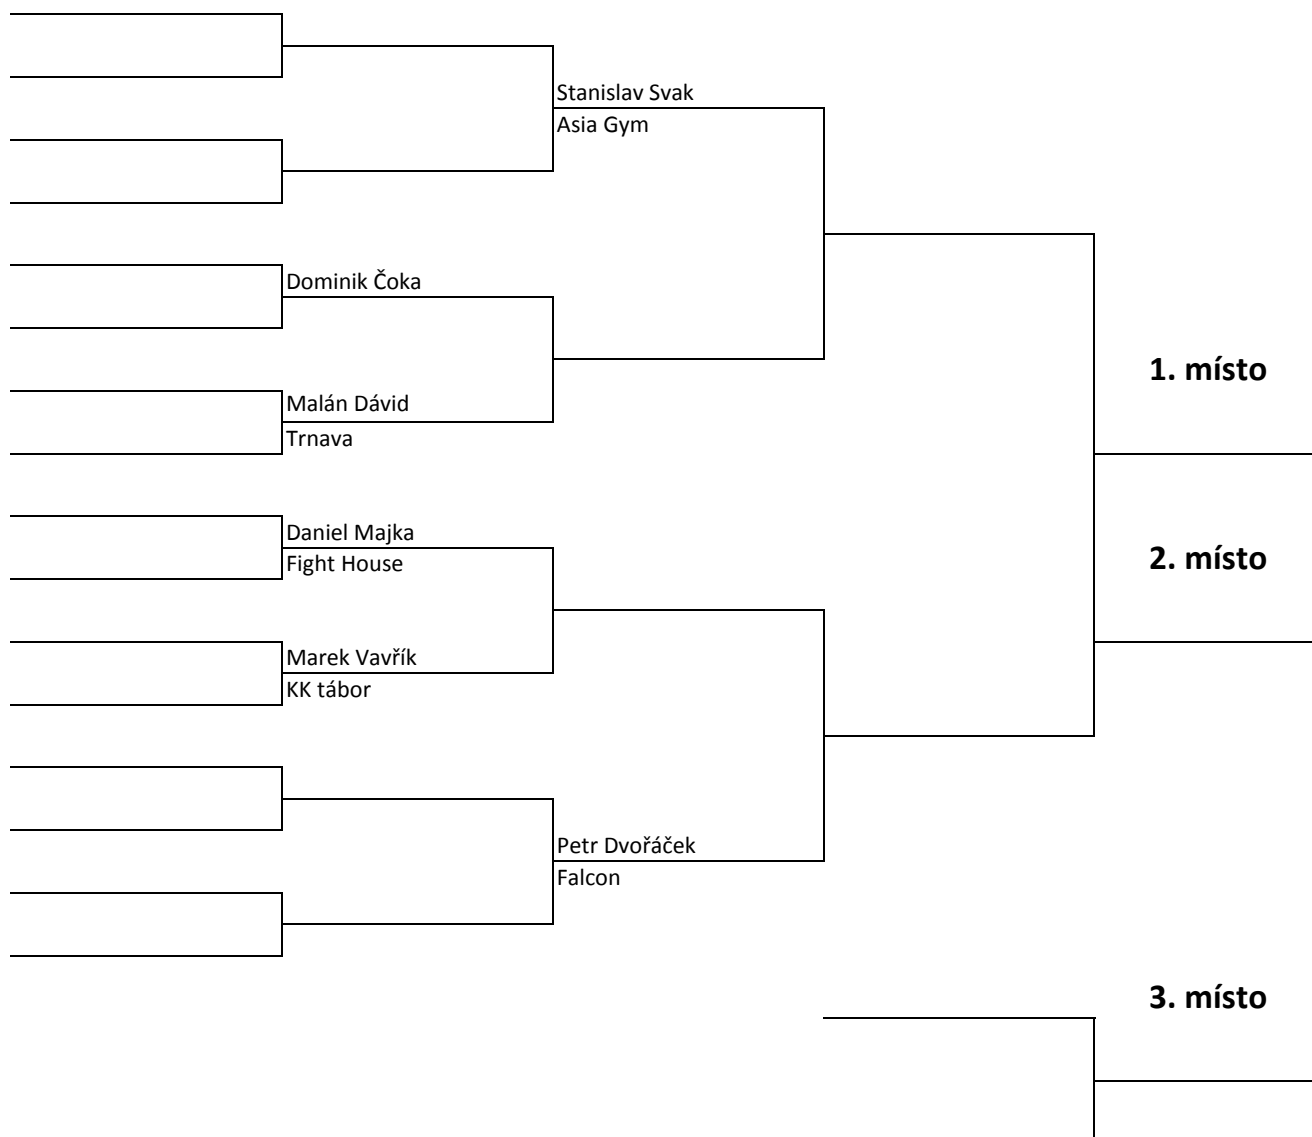 Stanislav Svak
Asia Gym
Dominik Čoka
1. místo
Malán Dávid
Trnava
Daniel Majka
Fight House
2. místo
Marek Vavřík
KK tábor
Petr Dvořáček
Falcon
3. místo